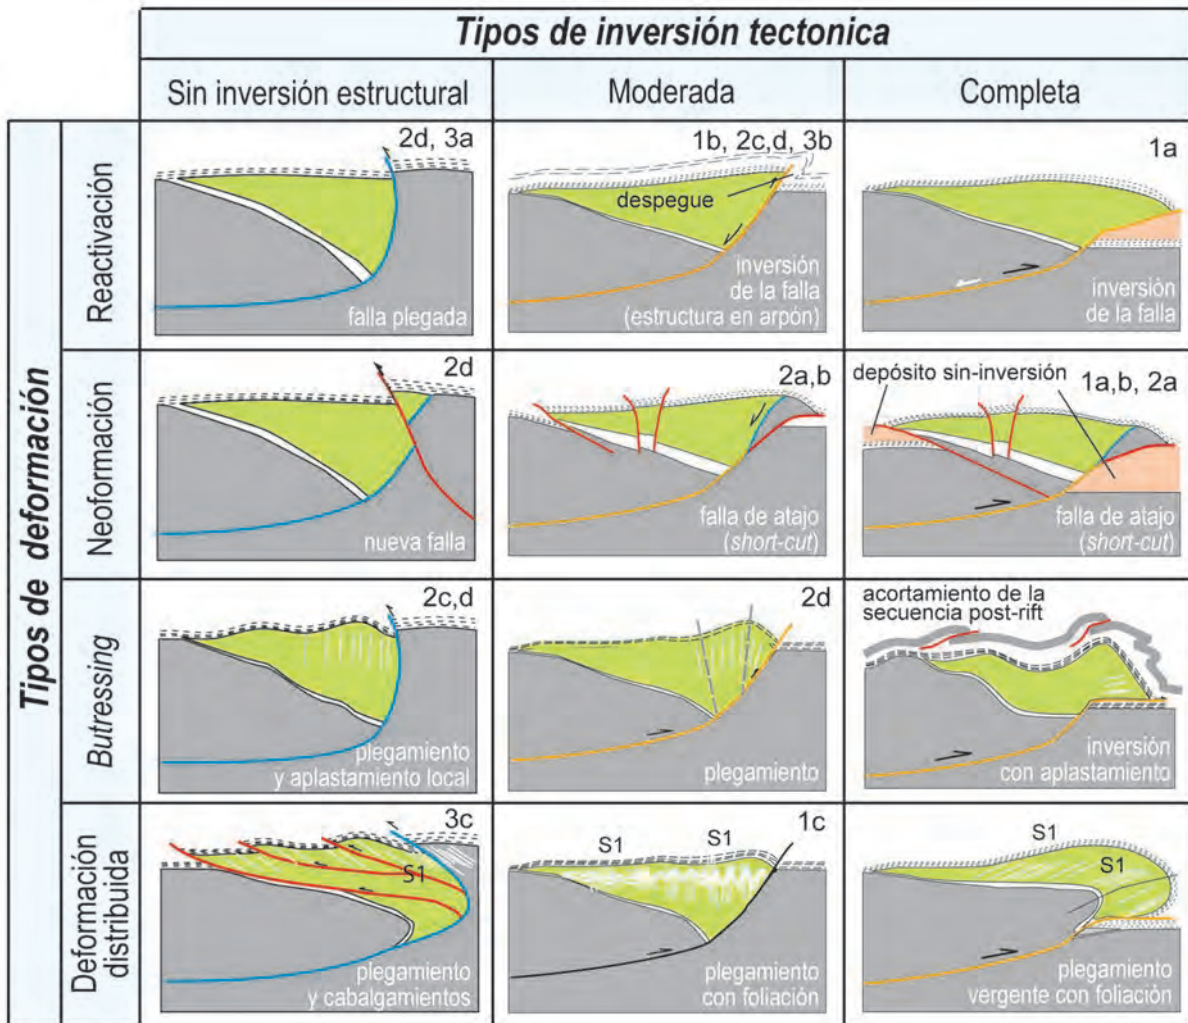 Tipos de inversión tectonica
Sin inversión estructural
Moderada
Completa
Tipos de deformación
Reactivación
2d, 3a
falla plegada
1b, 2c,d, 3b
despegue
inversión
de la falla
(estructura en arpón)
1a
inversión
de la falla
Neoformación
2d
nueva falla
2a,b
falla de atajo
(short-cut)
depósito sin-inversión
1a,b, 2a
falla de atajo
(short-cut)
Butressing
2c,d
plegamiento
y aplastamiento local
2d
plegamiento
acortamiento de la
secuencia post-rift
inversión
con aplastamiento
Deformación
distribuida
3c
S1
plegamiento
y cabalgamientos
S1 S1
1c
plegamiento
con foliación
S1
S1
plegamiento
vergente con foliación